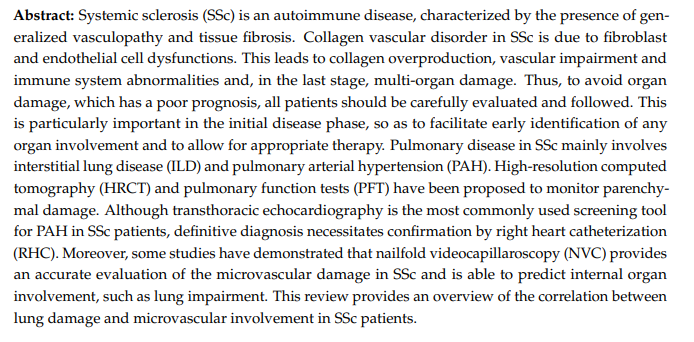 Abstract: Systemic sclerosis (SSc) is an autoimmune disease, characterized by the presence of gen-
eralized vasculopathy and tissue fibrosis. Collagen vascular disorder in SSc is due to fibroblast
and endothelial cell dysfunctions. This leads to collagen overproduction, vascular impairment and
immune system abnormalities and, in the last stage, multi-organ damage. Thus, to avoid organ
damage, which has a poor prognosis, all patients should be carefully evaluated and followed. This
is particularly important in the initial disease phase, so as to facilitate early identification of any
organ involvement and to allow for appropriate therapy. Pulmonary disease in SSc mainly involves
interstitial lung disease (ILD) and pulmonary arterial hypertension (PAH). High-resolution computed
tomography (HRCT) and pulmonary function tests (PFT) have been proposed to monitor parenchy-
mal damage. Although transthoracic echocardiography is the most commonly used screening tool
for PAH in SSc patients, definitive diagnosis necessitates confirmation by right heart catheterization
(RHC). Moreover, some studies have demonstrated that nailfold videocapillaroscopy (NVC) provides
an accurate evaluation of the microvascular damage in SSc and is able to predict internal organ
involvement, such as lung impairment. This review provides an overview of the correlation between
lung damage and microvascular involvement in SSc patients.